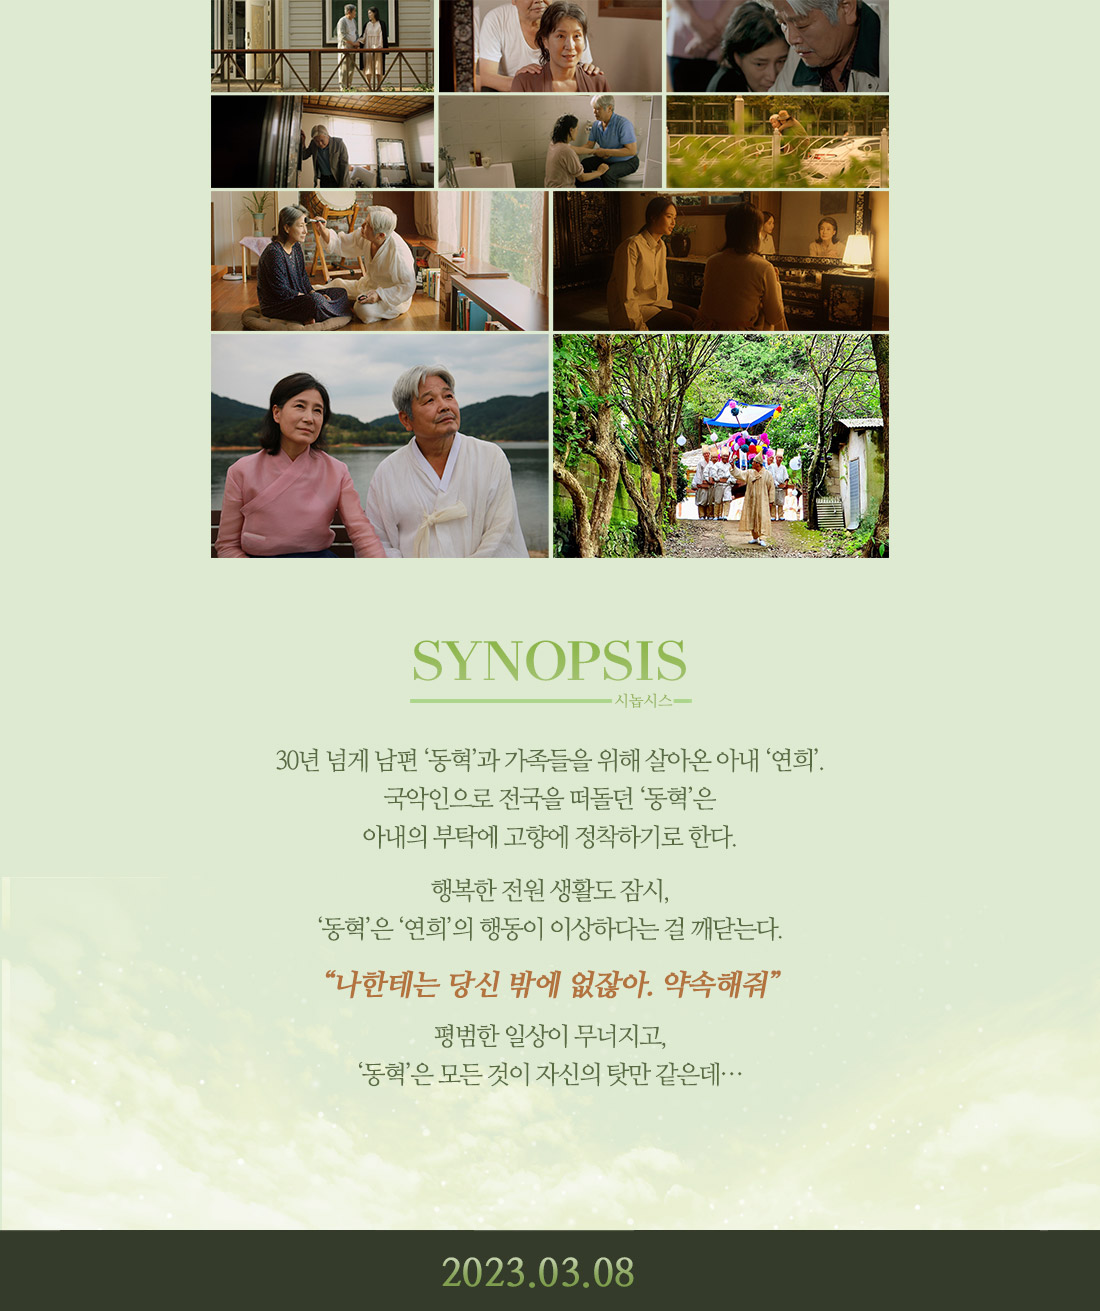 SYNOPSIS
시놉시스
30년 넘게 남편 ‘동혁’과 가족들을 위해 살아온 아내 ‘연희’.
국악인으로 전국을 떠돌던 ‘동혁’은
아내의 부탁에 고향에 정착하기로 한다.
행복한 전원 생활도 잠시,
‘동혁’은 ‘연희’의 행동이 이상하다는 걸 깨닫는다.
“나한테는 당신 밖에 없잖아. 약속해줘”
평범한 일상이 무너지고,
‘동혁’은 모든 것이 자신의 탓만 같은데…
2023.03.08